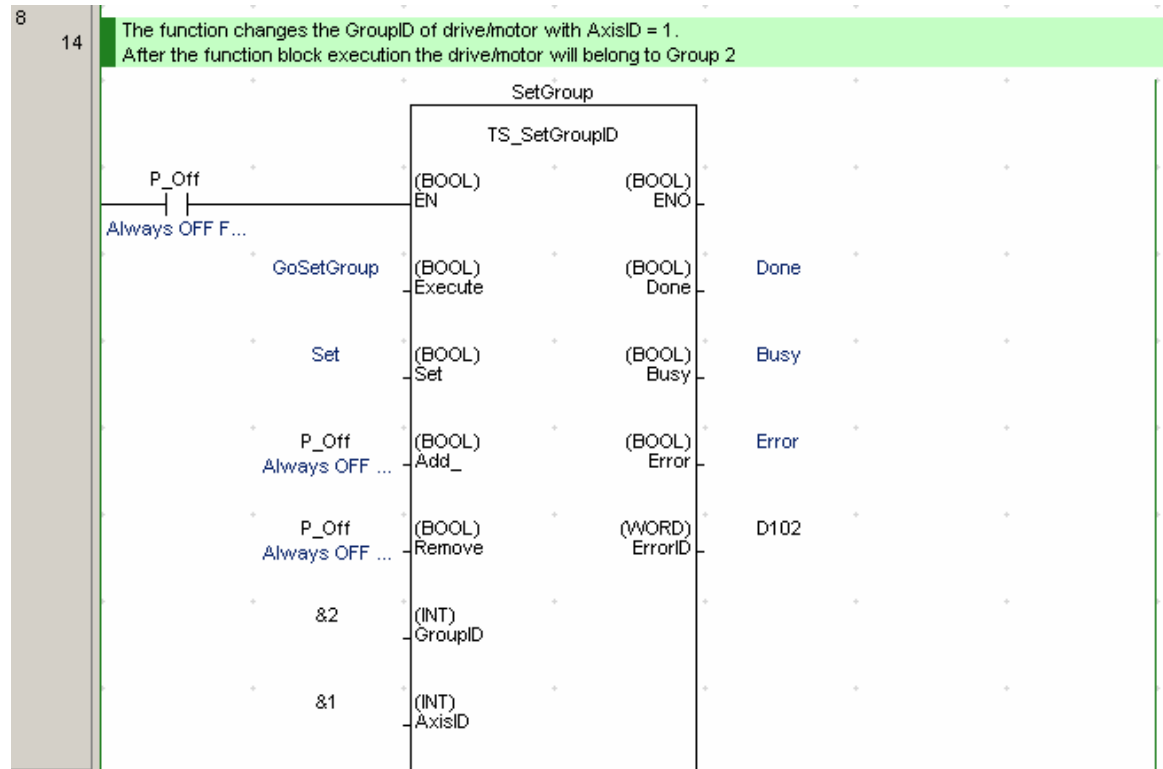 8
14
The function changes the GroupID of drive/motor with AxisID = 1.
After the function block execution the drive/motor will belong to Group 2
SetGroup
TS_SetGroupID
P_Off
(BOOL) (BOOL)
EN ENO
Always OFF F...
GoSetGroup (BOOL) (BOOL) Done
Execute Done
Set (BOOL) (BOOL) Busy
Set Busy
P_Off (BOOL) (BOOL) Error
Always OFF ... Add_ Error
P_Off (BOOL) (WORD) D102
Always OFF ... Remove ErrorID
&2 (INT)
GroupID
&1 (INT)
AxisID